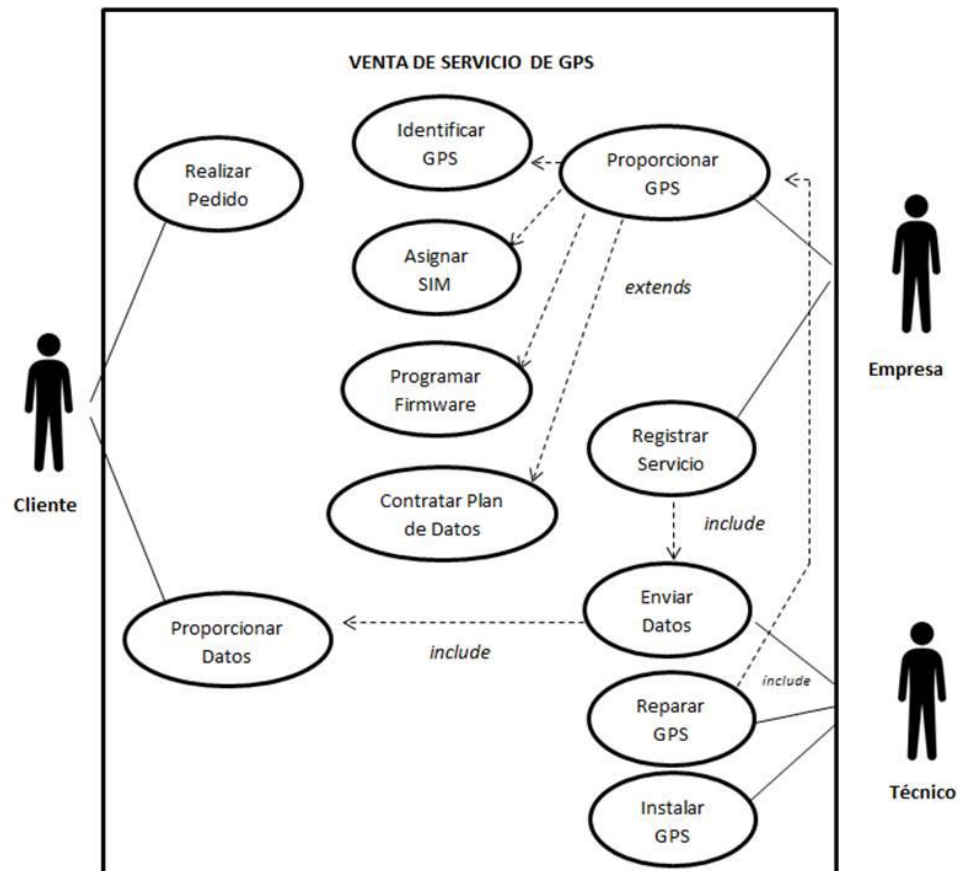 VENTA DE SERVICIO DE GPS
Identificar
GPS
Proporcionar
GPS
Realizar
Pedido
Asignar
SIM
extends
Empresa
Programar
Firmware
Registrar
Servicio
Cliente
Contratar Plan
de Datos
include
Enviar
Datos
Proporcionar
Datos
include
include
Reparar
GPS
Técnico
Instalar
GPS